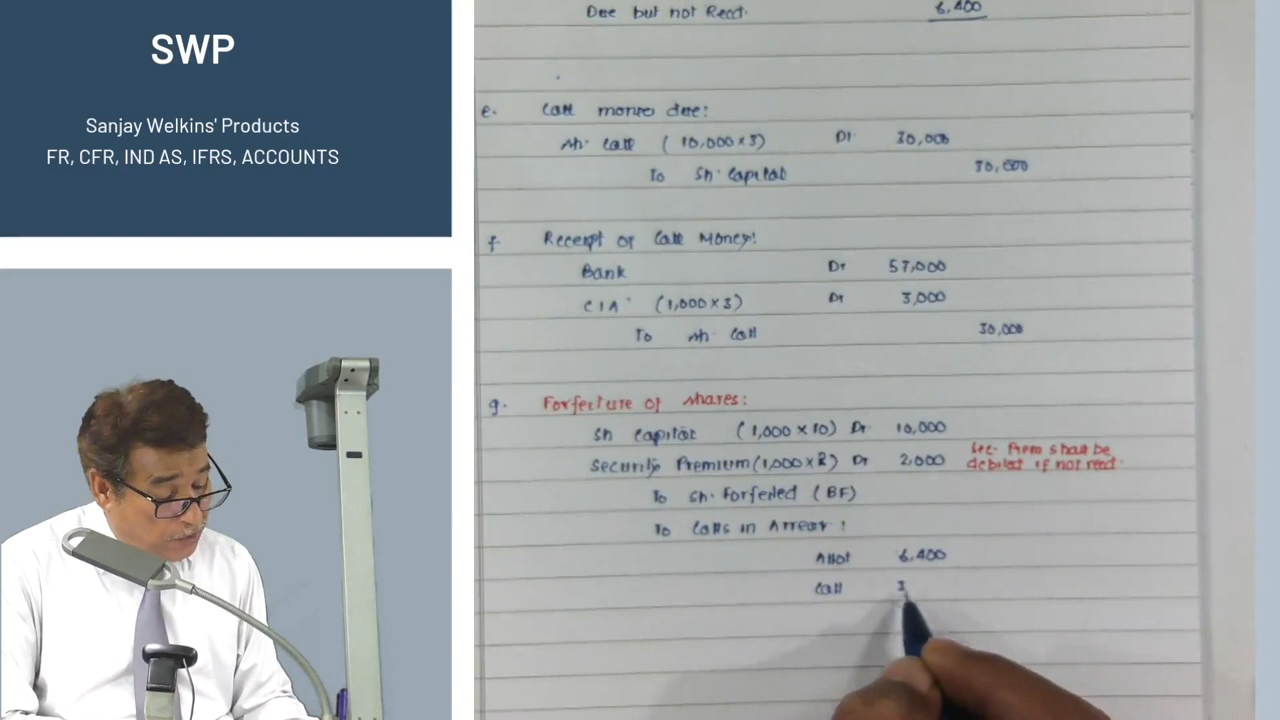 SWP
Sanjay Welkins' Products
FR, CFR, IND AS, IFRS, ACCOUNTS
Due but not Recd. 6,400
e. Call money due:
Sh. Call (10,000 x 3) Dr 30,000
To Sh. Capital 30,000
f Receipt of Call Money:
Bank Dr 57,000
CIA (1,000 x 3) Dr 3,000
To Sh. Call 30,000
g. Forfecture of shares:
Sh Capital (1,000 x 10) Dr. 10,000
Security Premium (1,000 x 2) Dr 2,000 Sec. Prem shall be
debited if not recd.
To Sh. Forfeited (BF)
To Calls in Arrear:
Allot 6,400
Call 3